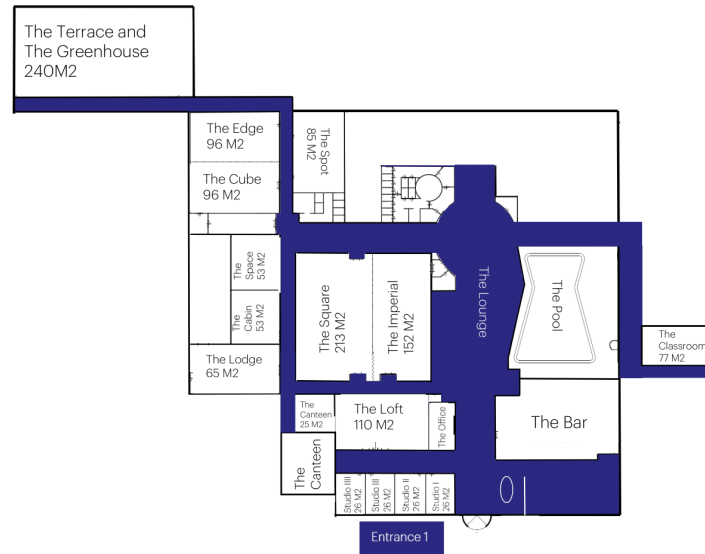 The Terrace and
The Greenhouse
240M2
The Edge
96 M2
The Spot
85 M2
The Cube
96 M2
The
Space
53 M2
The
Cabin
53 M2
The Lodge
65 M2
The Square
213 M2
The Imperial
152 M2
The Lounge
The Pool
The
Classroom
77 M2
The
Canteen
25 M2
The Loft
110 M2
The Office
The Bar
The
Canteen
Studio IIII
26 M2
Studio III
26 M2
Studio II
26 M2
Studio I
26 M2
Entrance 1